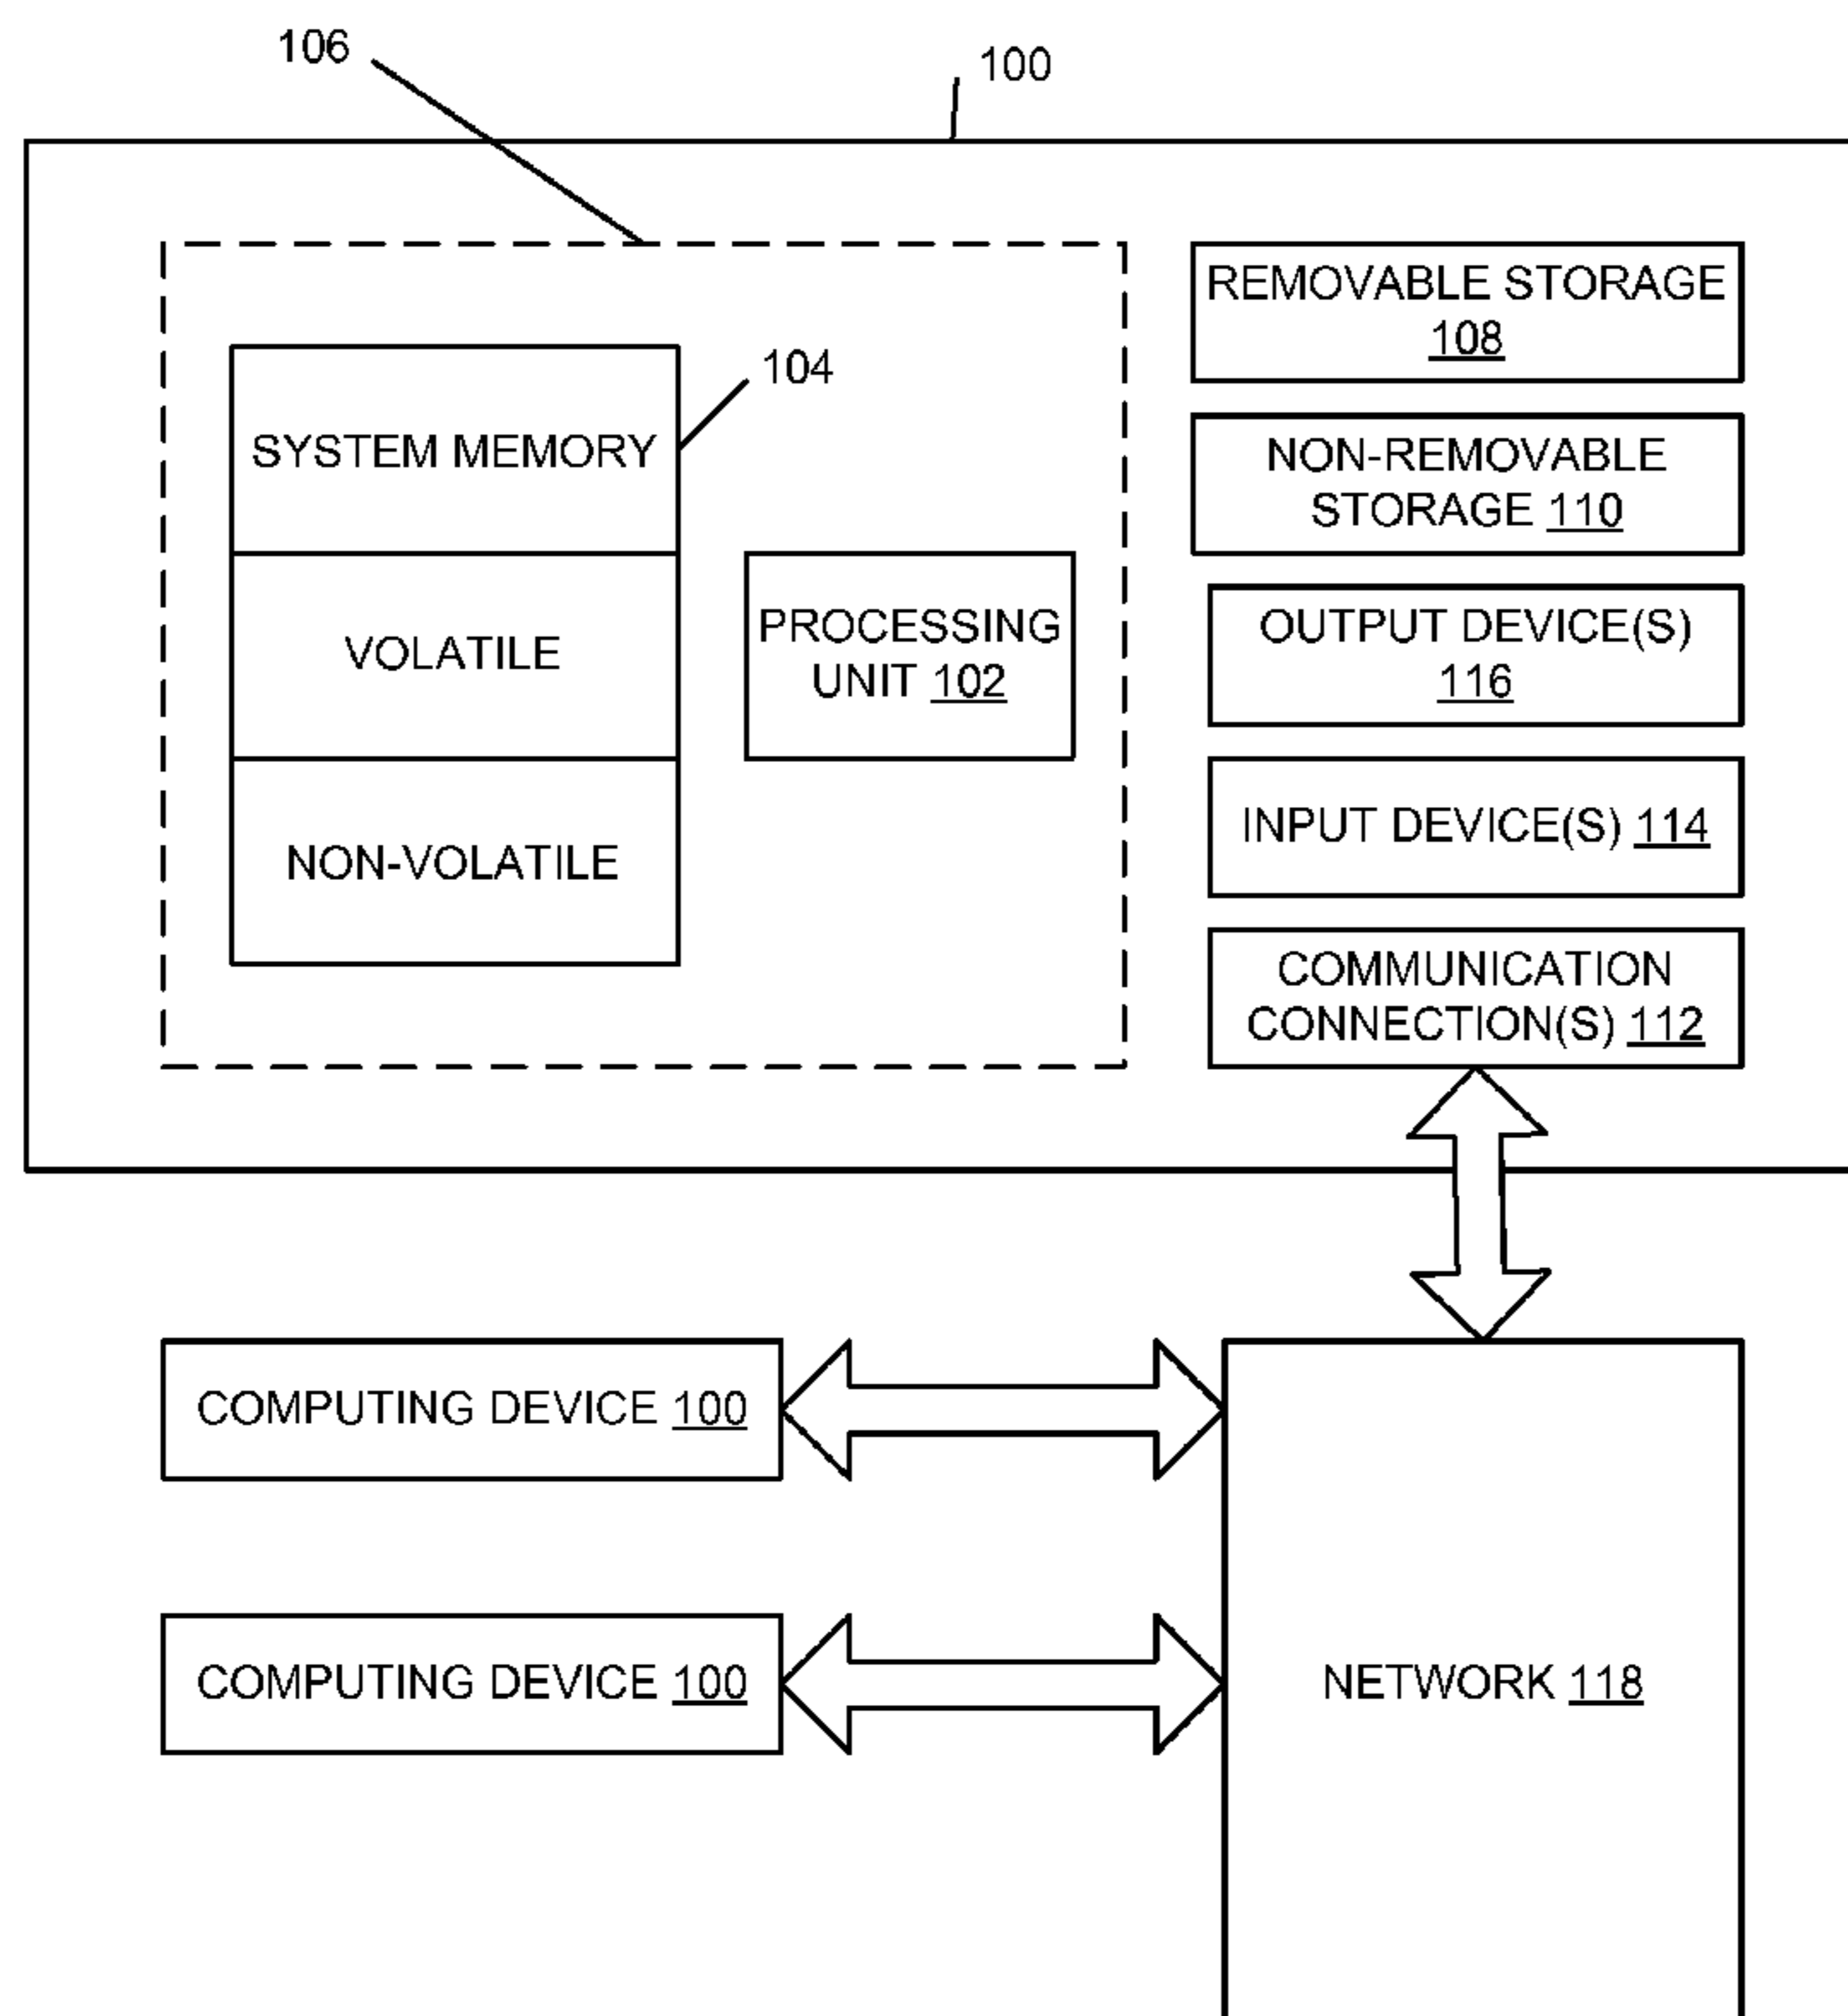 106
100
SYSTEM MEMORY
104
VOLATILE
NON-VOLATILE
PROCESSING
UNIT 102
REMOVABLE STORAGE
108
NON-REMOVABLE
STORAGE 110
OUTPUT DEVICE(S)
116
INPUT DEVICE(S) 114
COMMUNICATION
CONNECTION(S) 112
COMPUTING DEVICE 100
COMPUTING DEVICE 100
NETWORK 118